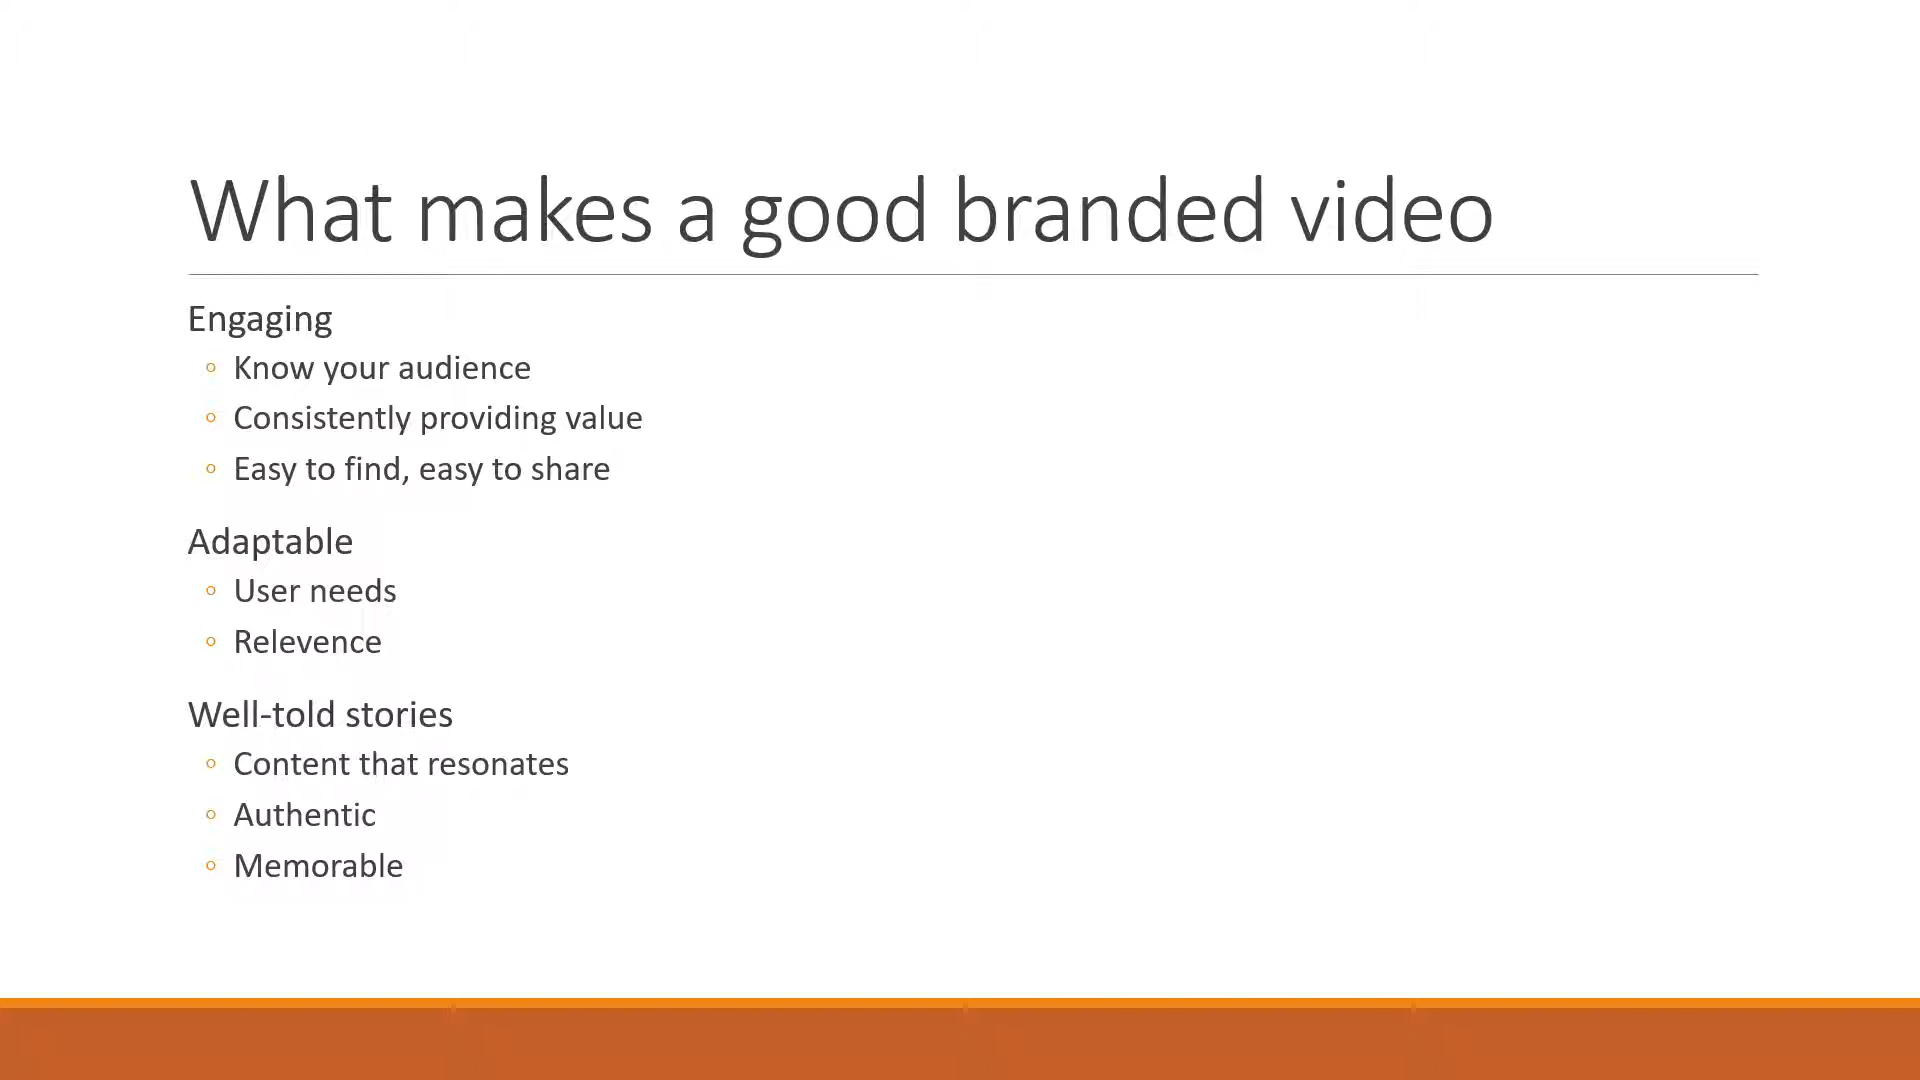 What makes a good branded video
Engaging
◦ Know your audience
◦ Consistently providing value
◦ Easy to find, easy to share
Adaptable
◦ User needs
◦ Relevence
Well-told stories
◦ Content that resonates
◦ Authentic
◦ Memorable